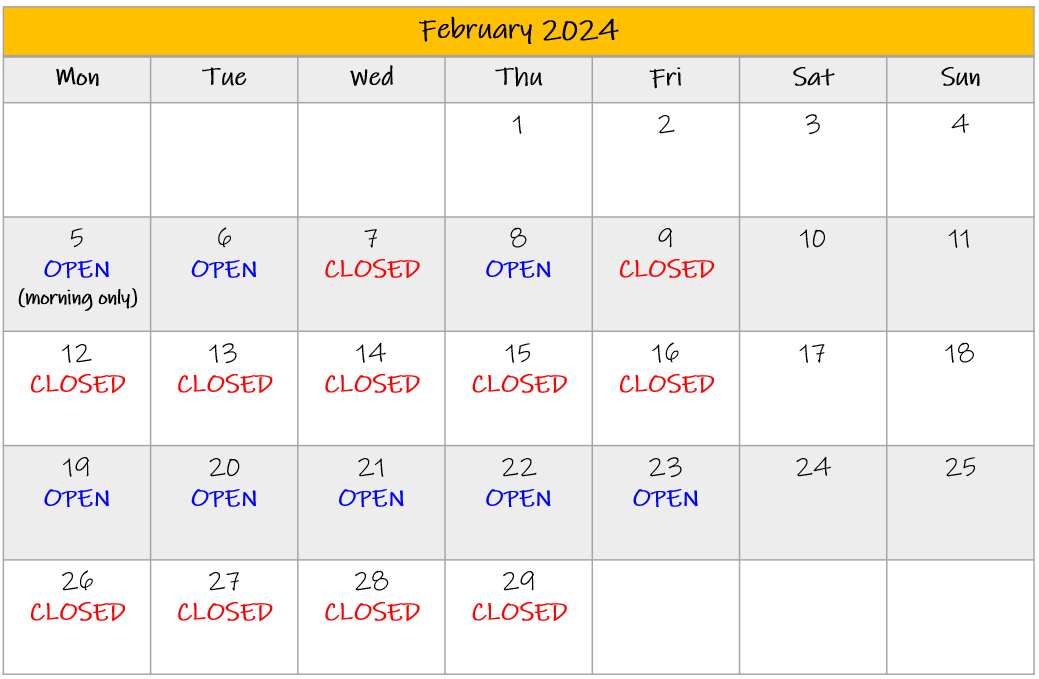 February 2024
Mon Tue Wed Thu Fri Sat Sun
1 2 3 4
5 6 7 8 9 10 11
OPEN OPEN CLOSED OPEN CLOSED
(morning only)
12 13 14 15 16 17 18
CLOSED CLOSED CLOSED CLOSED CLOSED
19 20 21 22 23 24 25
OPEN OPEN OPEN OPEN OPEN
26 27 28 29
CLOSED CLOSED CLOSED CLOSED